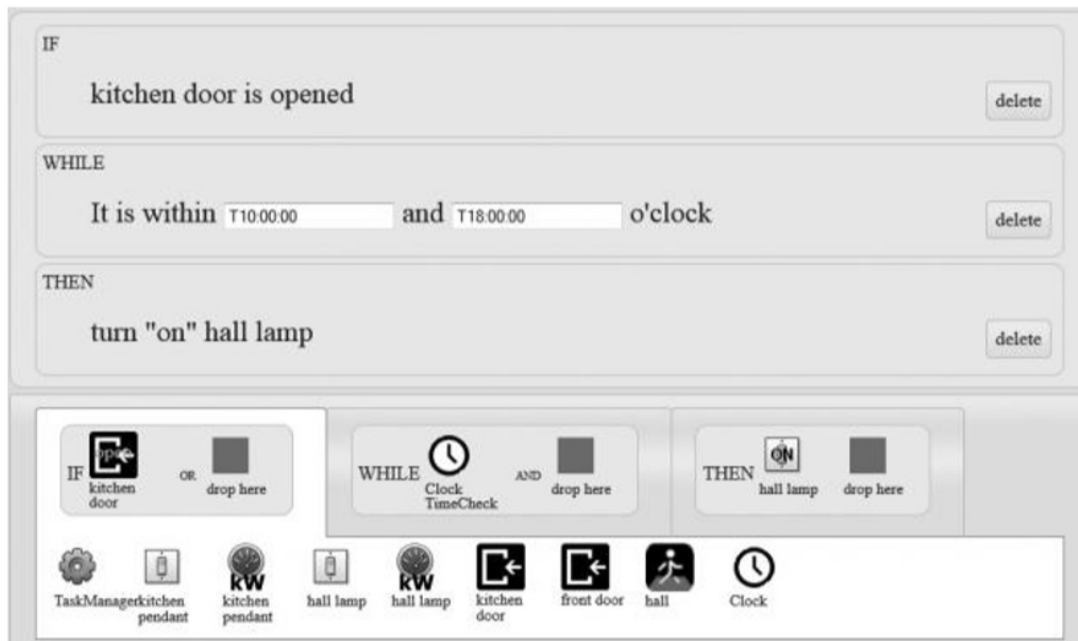 IF
kitchen door is opened
delete
WHILE
It is within T10:00:00 and T18:00:00 o'clock
delete
THEN
turn "on" hall lamp
delete
IF open OR
kitchen door
drop here
WHILE AND
Clock TimeCheck
drop here
THEN ON
hall lamp
drop here
kW kW
TaskManager kitchen pendant kitchen pendant hall lamp hall lamp kitchen door front door hall Clock